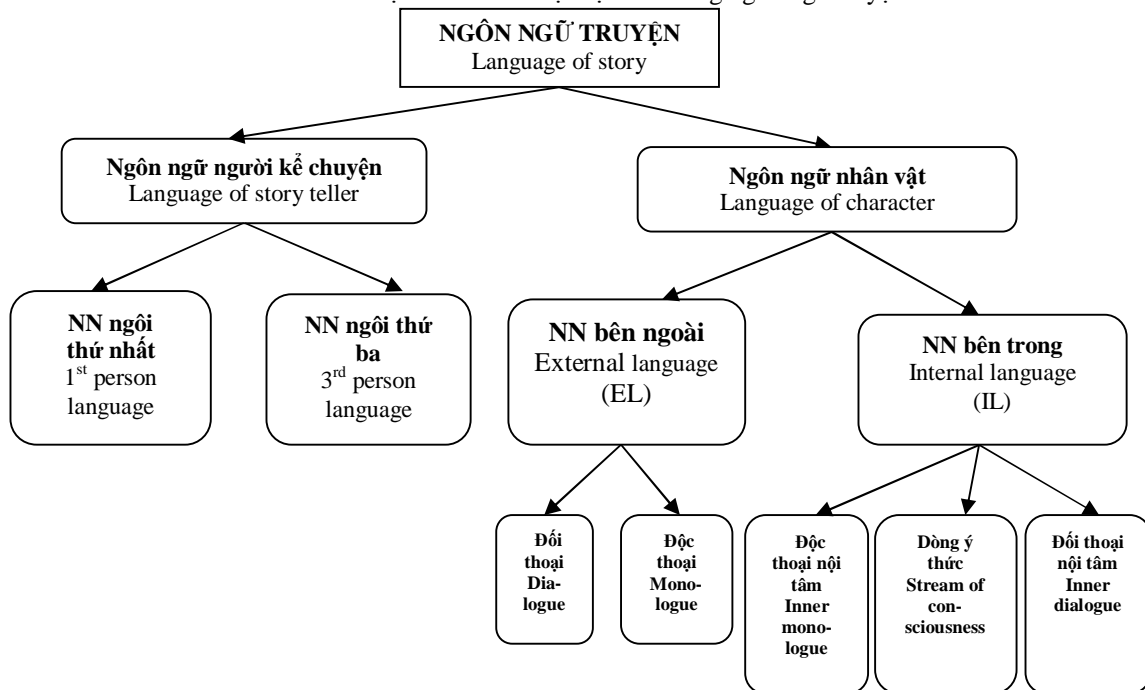 NGÔN NGỮ TRUYỆN
Language of story
Ngôn ngữ người kể chuyện
Language of story teller
Ngôn ngữ nhân vật
Language of character
NN ngôi
thứ nhất
1st person
language
NN ngôi thứ
ba
3rd person
language
NN bên ngoài
External language
(EL)
NN bên trong
Internal language
(IL)
Đối
thoại
Dia-
logue
Độc
thoại
Mono-
logue
Độc
thoại nội
tâm
Inner
mono-
logue
Dòng ý
thức
Stream of
con-
sciousness
Đối thoại
nội tâm
Inner
dialogue